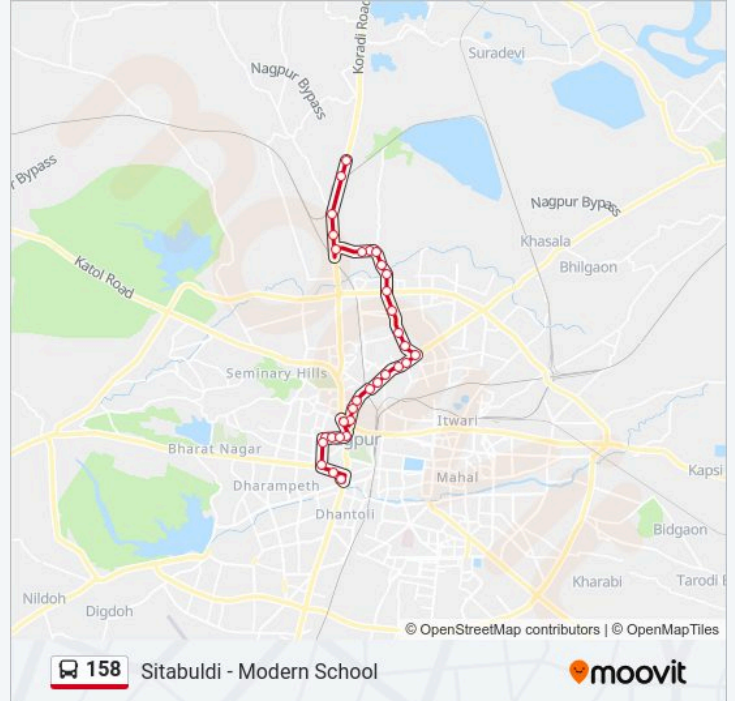 Koradi Road
Suradevi
Nagpur Bypass
r Bypass
Nagpur Bypass
Khasala
Bhilgaon
Katol Road
Seminary Hills
Itwari
gpur
Bharat Nagar
Mahal
Kapsi
Dharampeth
Dhantoli
Bidgaon
Kharabi
Tarodi
Nildoh
Digdoh
© OpenStreetMap contributors | © OpenMapTiles
158 Sitabuldi - Modern School
moovit